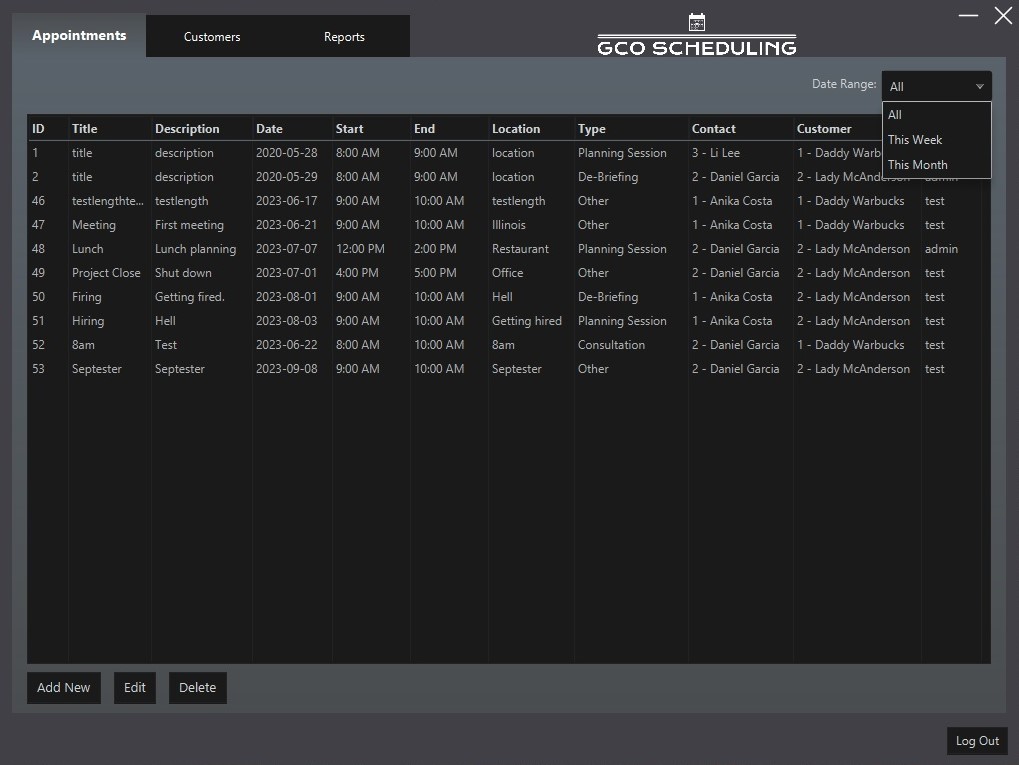 Appointments Customers Reports
GCO SCHEDULING
Date Range: All
All
This Week
This Month
ID Title Description Date Start End Location Type Contact Customer
1 title description 2020-05-28 8:00 AM 9:00 AM location Planning Session 3 - Li Lee 1 - Daddy Warb
2 title description 2020-05-29 8:00 AM 9:00 AM location De-Briefing 2 - Daniel Garcia 2 - Lady McAnderson admin
46 testlengthte... testlength 2023-06-17 9:00 AM 10:00 AM testlength Other 1 - Anika Costa 1 - Daddy Warbucks test
47 Meeting First meeting 2023-06-21 9:00 AM 10:00 AM Illinois Other 1 - Anika Costa 1 - Daddy Warbucks test
48 Lunch Lunch planning 2023-07-07 12:00 PM 2:00 PM Restaurant Planning Session 2 - Daniel Garcia 2 - Lady McAnderson admin
49 Project Close Shut down 2023-07-01 4:00 PM 5:00 PM Office Other 2 - Daniel Garcia 2 - Lady McAnderson test
50 Firing Getting fired. 2023-08-01 9:00 AM 10:00 AM Hell De-Briefing 1 - Anika Costa 2 - Lady McAnderson test
51 Hiring Hell 2023-08-03 9:00 AM 10:00 AM Getting hired Planning Session 1 - Anika Costa 2 - Lady McAnderson test
52 8am Test 2023-06-22 8:00 AM 10:00 AM 8am Consultation 2 - Daniel Garcia 1 - Daddy Warbucks test
53 Septester Septester 2023-09-08 9:00 AM 10:00 AM Septester Other 2 - Daniel Garcia 2 - Lady McAnderson test
Add New Edit Delete
Log Out